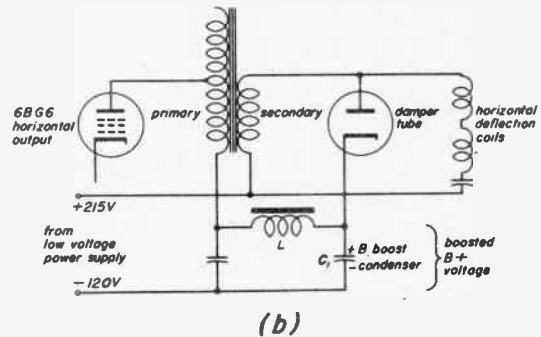 6BG6
horizontal
output
primary
secondary
damper
tube
horizontal
deflection
coils
+215V
from
low voltage
power supply
-120V
L
C₁
+ B boost
- condenser
boosted
B+
voltage
(b)